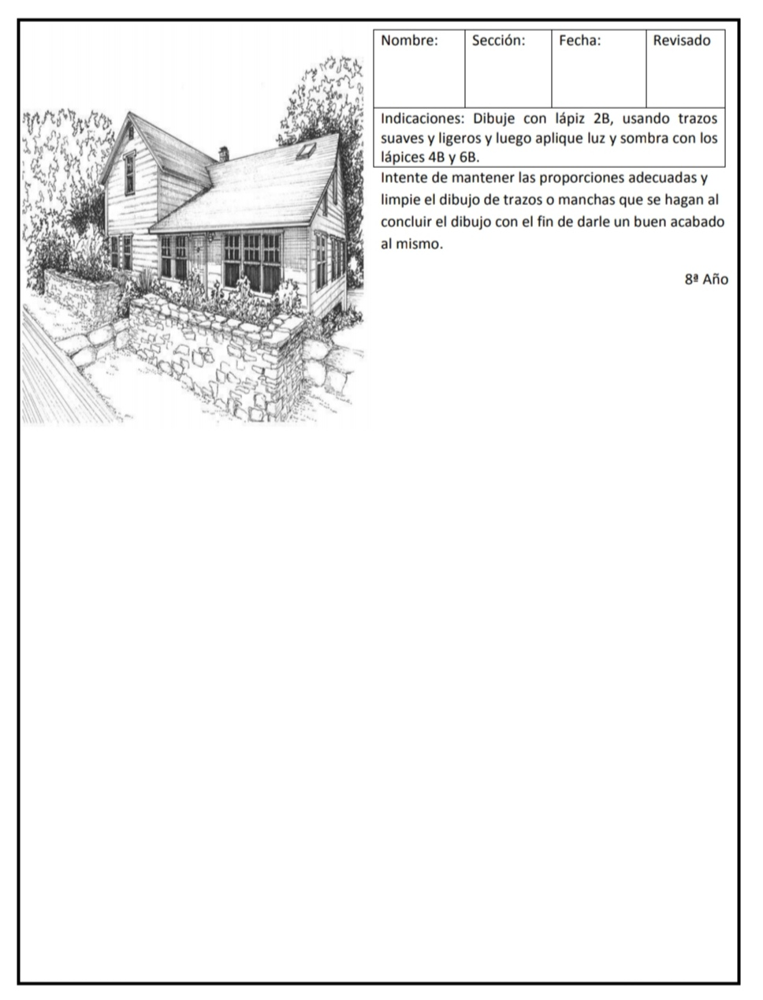 Nombre:
Sección:
Fecha:
Revisado
Indicaciones: Dibuje con lápiz 2B, usando trazos
suaves y ligeros y luego aplique luz y sombra con los
lápices 4B y 6B.
Intente de mantener las proporciones adecuadas y
limpie el dibujo de trazos o manchas que se hagan al
concluir el dibujo con el fin de darle un buen acabado
al mismo.
8ª Año